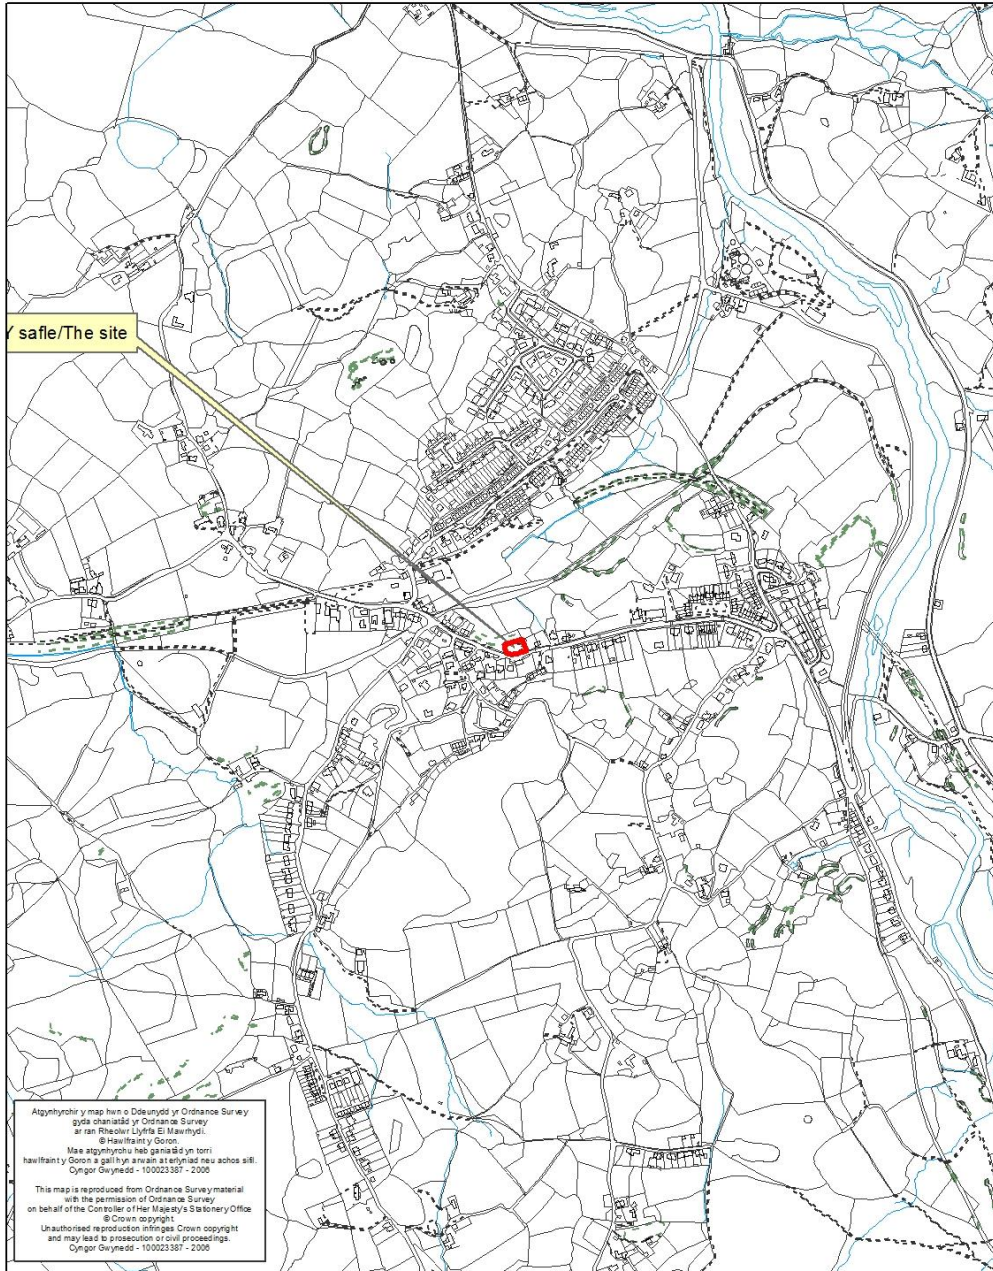 Y safle/The site
Atgynhyrchir y map hwn o Ddeunydd yr Ordnance Survey
gyda chaniatâd yr Ordnance Survey
ar ran Rheolwr Llyfrfa Ei Mawrhydi.
© Hawlfraint y Goron.
Mae atgynhyrchu heb ganiatâd yn torri
hawlfraint y Goron a gall hyn arwain at erlyniad neu achos sifil.
Cyngor Gwynedd - 100023387 - 2006
This map is reproduced from Ordnance Survey material
with the permission of Ordnance Survey
on behalf of the Controller of Her Majesty's Stationery Office
© Crown copyright.
Unauthorised reproduction infringes Crown copyright
and may lead to prosecution or civil proceedings.
Cyngor Gwynedd - 100023387 - 2006